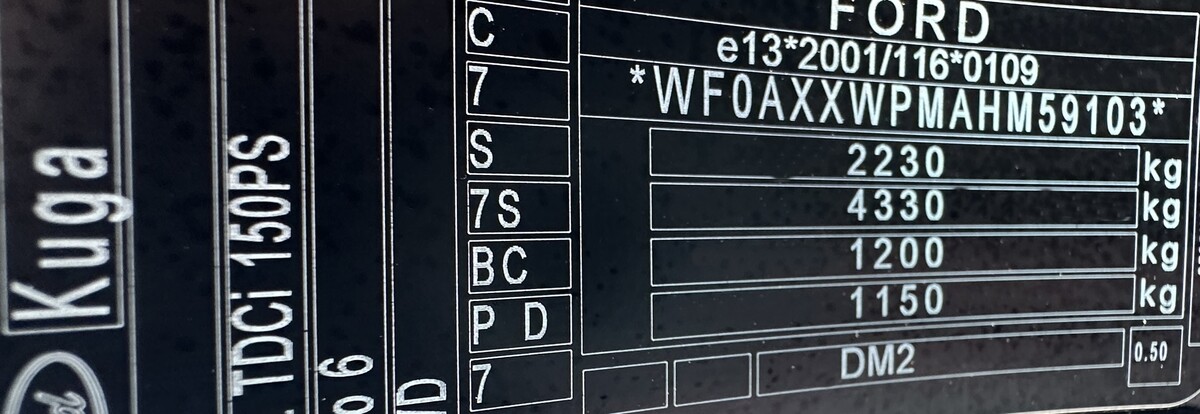 Kuga
TDCi 150PS
6
C
7
S
7S
BC
P D
7
FORD
e13*2001/116*0109
*WF0AXXWPMAHM59103*
2230 kg
4330 kg
1200 kg
1150 kg
DM2
0.50